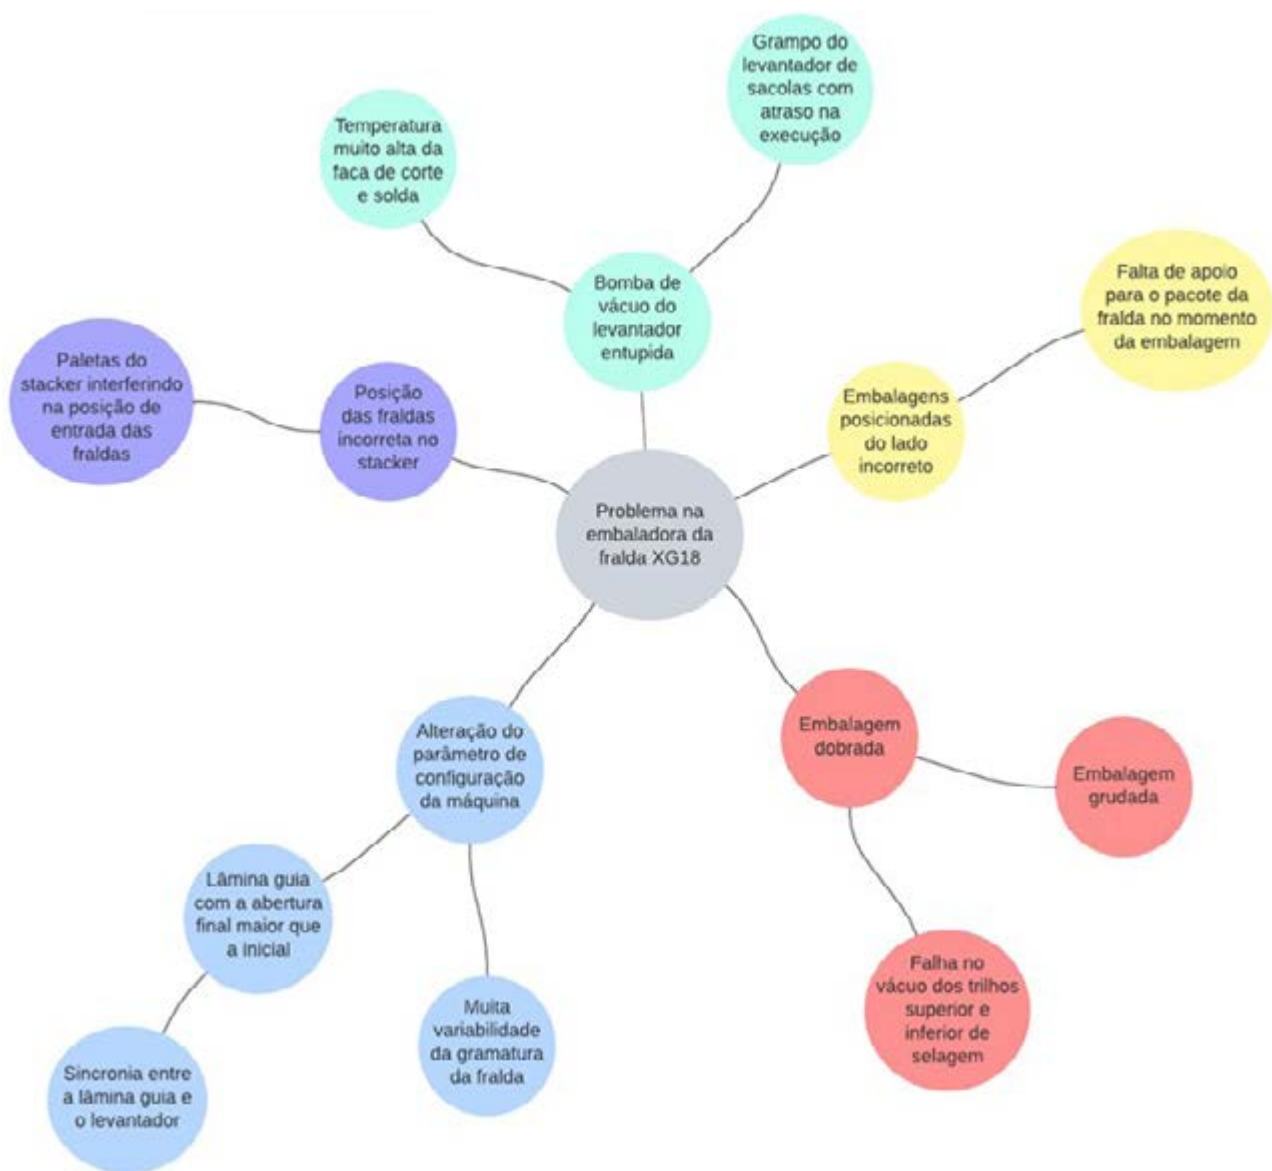 Grampo do
levantador de
sacolas com
atraso na
execução
Temperatura
muito alta da
faca de corte
e solda
Bomba de
vácuo do
levantador
entupida
Falta de apoio
para o pacote da
fralda no momento
da embalagem
Paletas do
stacker interferindo
na posição de
entrada das
fraldas
Posição
das fraldas
incorreta no
stacker
Embalagens
posicionadas
do lado
incorreto
Problema na
embaladora da
fralda XG18
Alteração do
parâmetro de
configuração
da máquina
Embalagem
dobrada
Embalagem
grudada
Lâmina guia
com a abertura
final maior que
a inicial
Falha no
vácuo dos trilhos
superior e
inferior de
selagem
Muita
variabilidade
da gramatura
da fralda
Sincronia entre
a lâmina guia e
o levantador